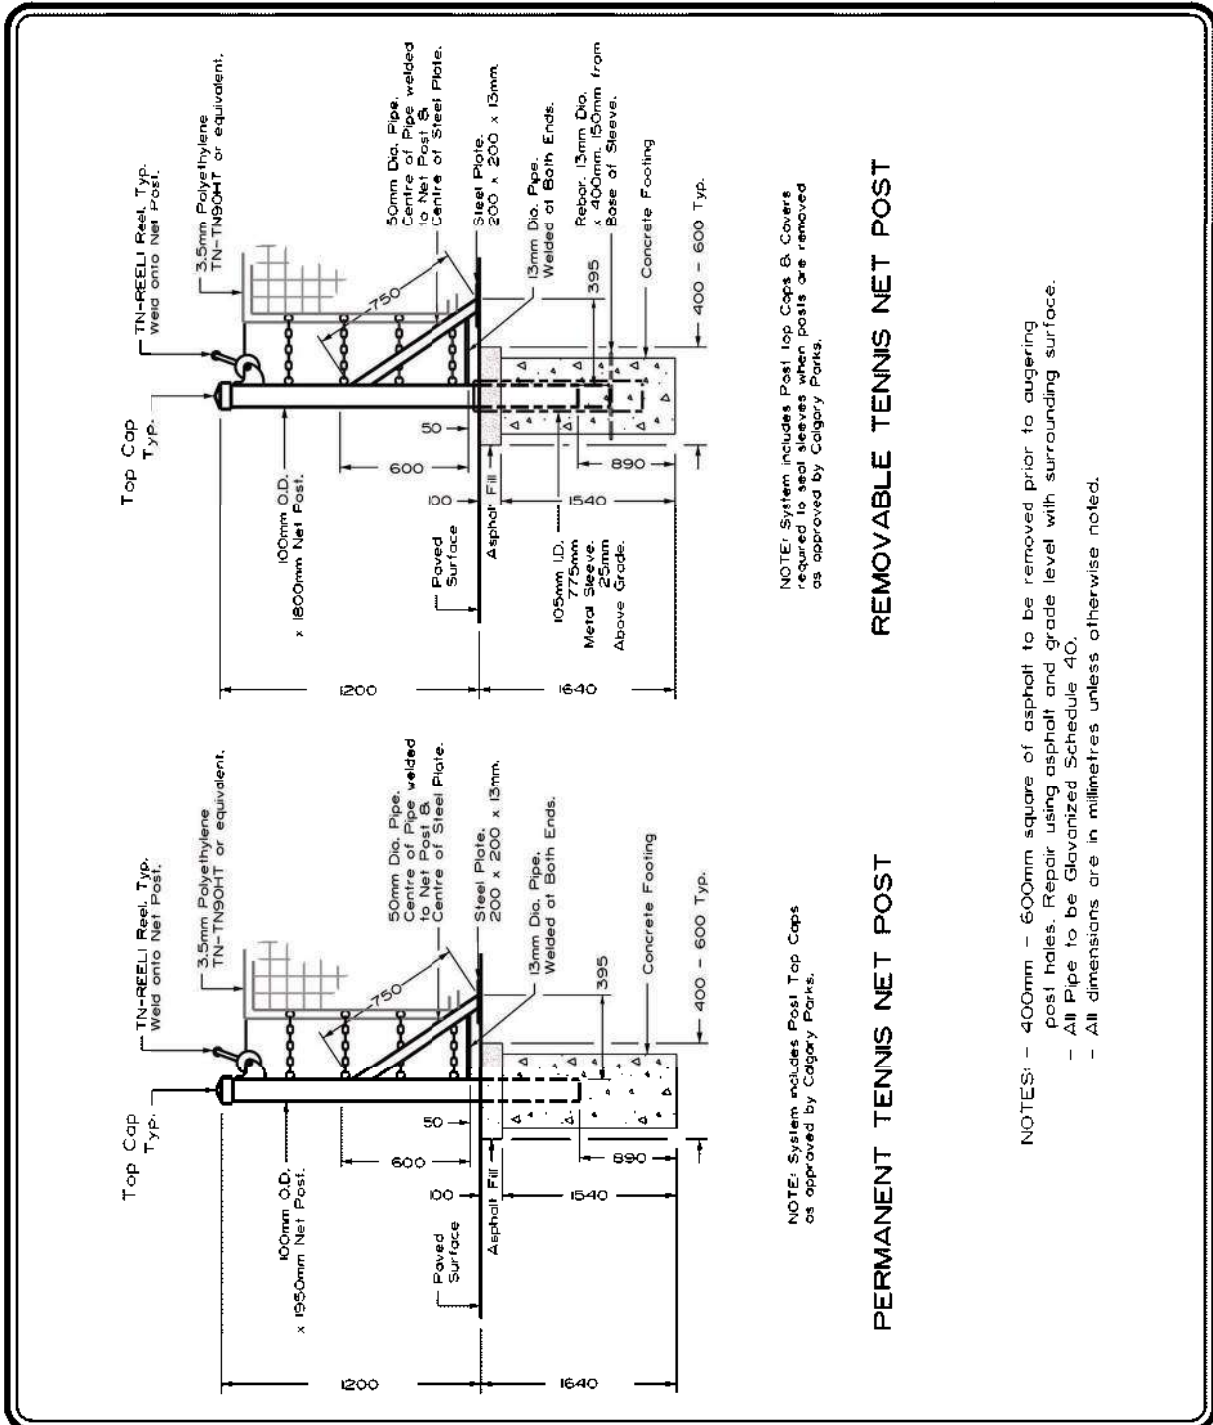 TN-REEL1 Reel. Typ.
Weld onto Net Post.
3.5mm Polyethylene
TN-TN90HT or equivalent.
50mm Dia. Pipe.
Centre of Pipe welded
to Net Post &
Centre of Steel Plate.
Steel Plate.
200 x 200 x 13mm.
13mm Dia. Pipe.
Welded at Both Ends.
Concrete Footing
400 - 600 Typ.
Top Cap
Typ.
100mm O.D.
x 1950mm Net Post.
Paved
Surface
Asphalt Fill
750
395
50
600
100
890
1540
1200
1640
NOTE: System includes Post Top Caps
as approved by Calgary Parks.
PERMANENT TENNIS NET POST
TN-REEL1 Reel. Typ.
Weld onto Net Post.
3.5mm Polyethylene
TN-TN90HT or equivalent.
50mm Dia. Pipe.
Centre of Pipe welded
to Net Post &
Centre of Steel Plate.
Steel Plate.
200 x 200 x 13mm.
13mm Dia. Pipe.
Welded at Both Ends.
Rebar. 13mm Dia.
x 400mm. 150mm from
Base of Sleeve.
Concrete Footing
400 - 600 Typ.
Top Cap
Typ.
100mm O.D.
x 1800mm Net Post.
Paved
Surface
Asphalt Fill
105mm I.D.
775mm
Metal Sleeve.
25mm
Above Grade.
750
395
50
600
100
890
1540
1200
1640
NOTE: System includes Post Top Caps & Covers
required to seal sleeves when posts are removed
as approved by Calgary Parks.
REMOVABLE TENNIS NET POST
NOTES: - 400mm - 600mm square of asphalt to be removed prior to augering
post holes. Repair using asphalt and grade level with surrounding surface.
- All Pipe to be Glavanized Schedule 40.
- All dimensions are in millimetres unless otherwise noted.